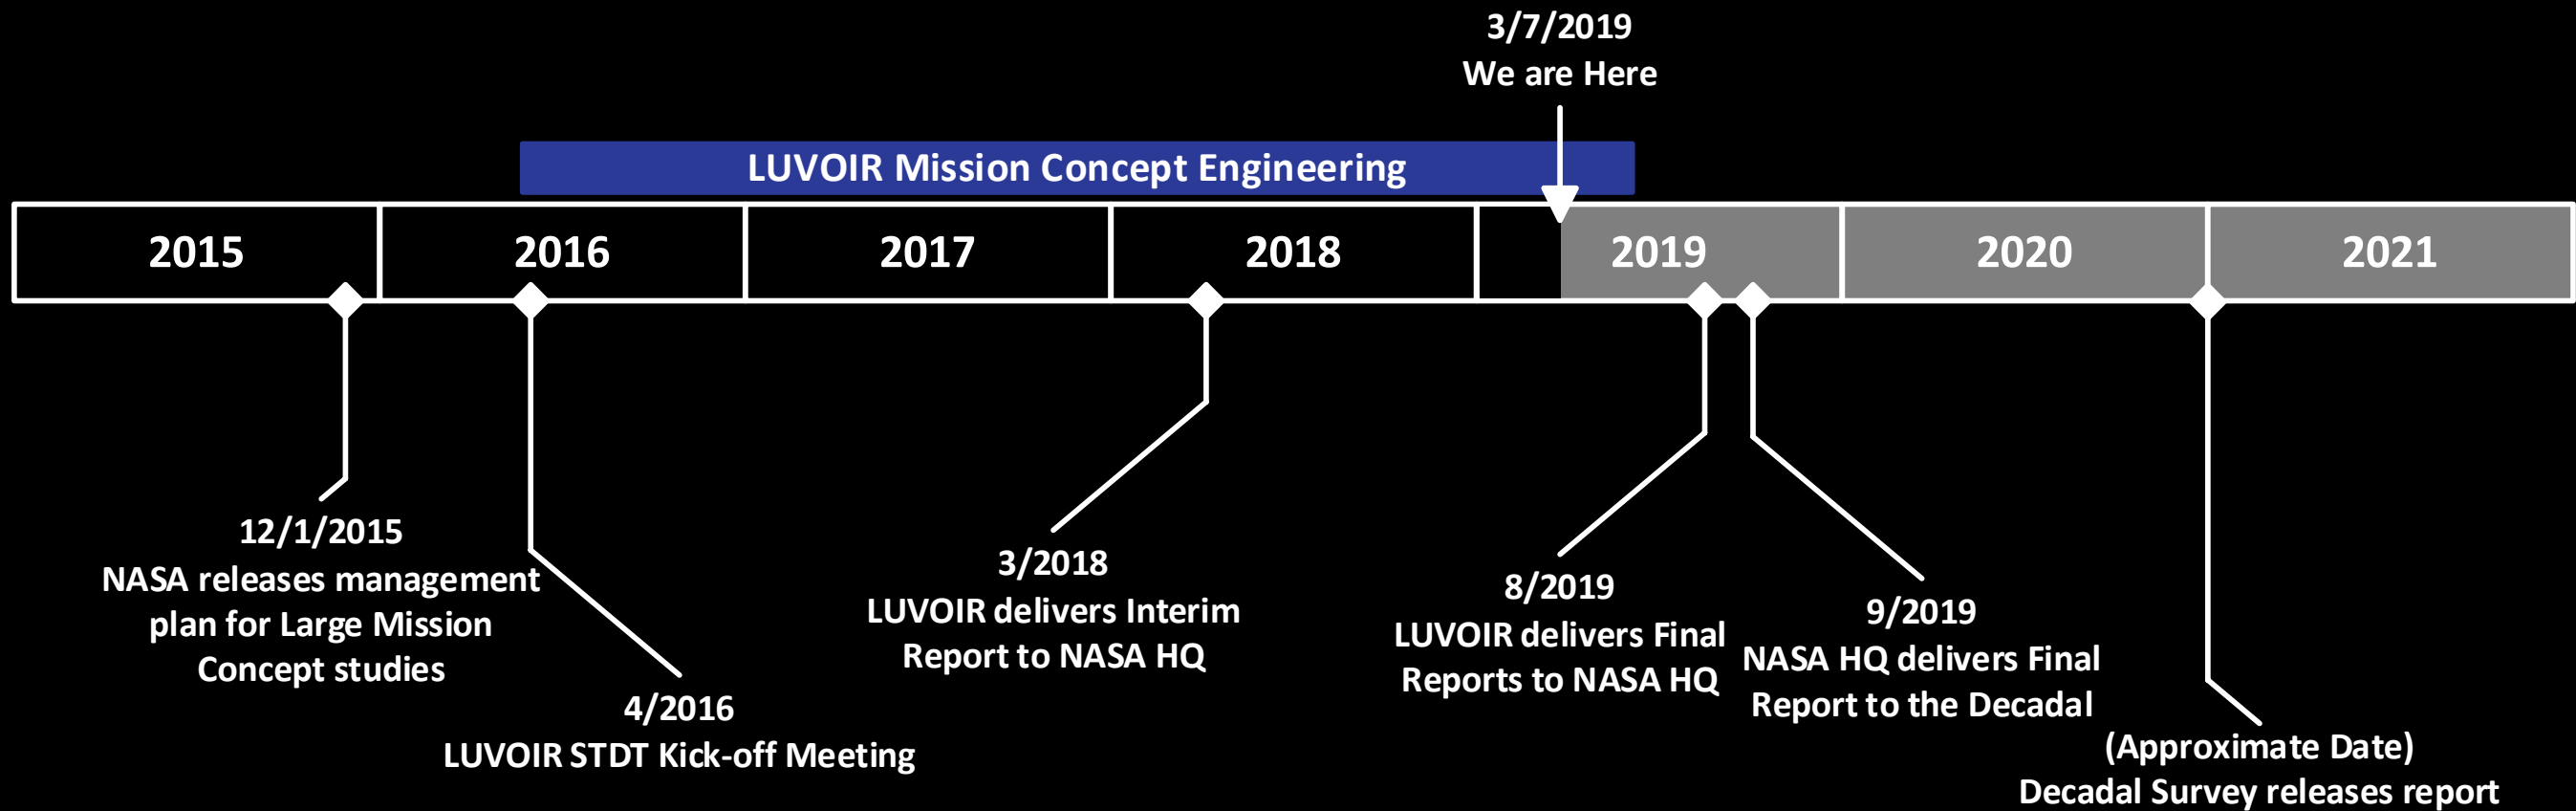 3/7/2019
We are Here
LUVOIR Mission Concept Engineering
2015
2016
2017
2018
2019
2020
2021
12/1/2015
NASA releases management
plan for Large Mission
Concept studies
4/2016
LUVOIR STDT Kick-off Meeting
3/2018
LUVOIR delivers Interim
Report to NASA HQ
8/2019
LUVOIR delivers Final
Reports to NASA HQ
9/2019
NASA HQ delivers Final
Report to the Decadal
(Approximate Date)
Decadal Survey releases report